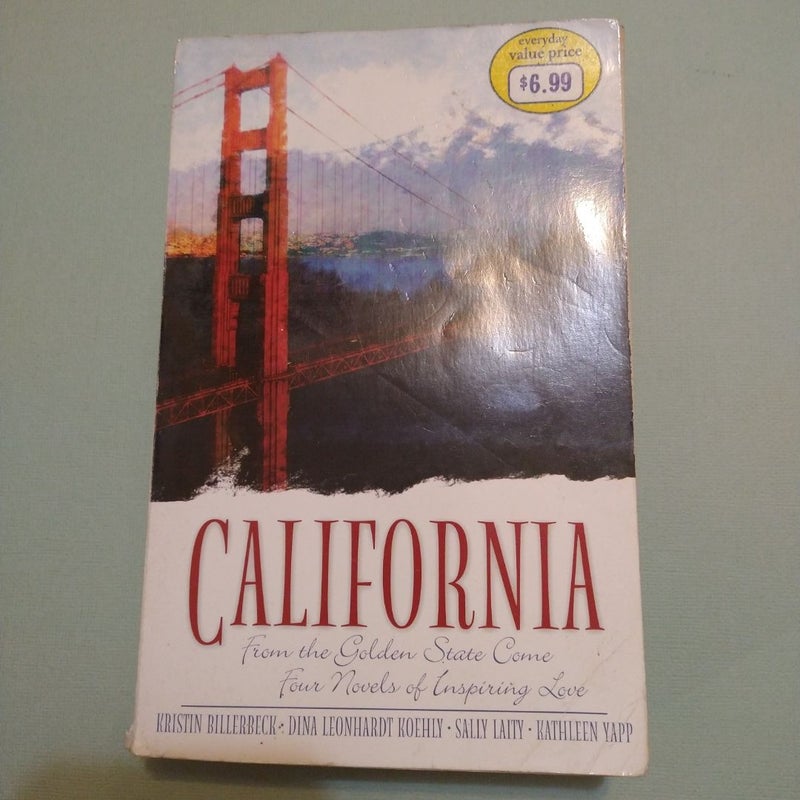 everyday
value price
$6.99
CALIFORNIA
From the Golden State Come
Four Novels of Inspiring Love
KRISTIN BILLERBECK · DINA LEONHARDT KOEHLY · SALLY LAITY · KATHLEEN YAPP